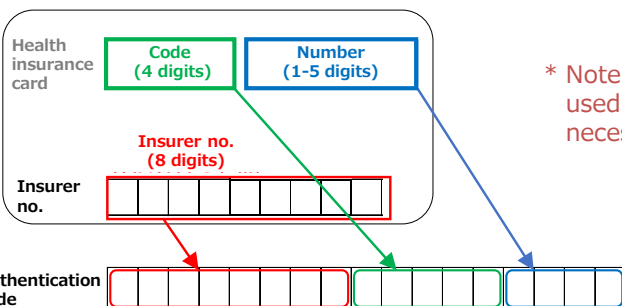 Health
insurance
card
Code
(4 digits)
Number
(1-5 digits)
* Note
used
neces
Insurer no.
(8 digits)
Insurer
no.
thentication
de